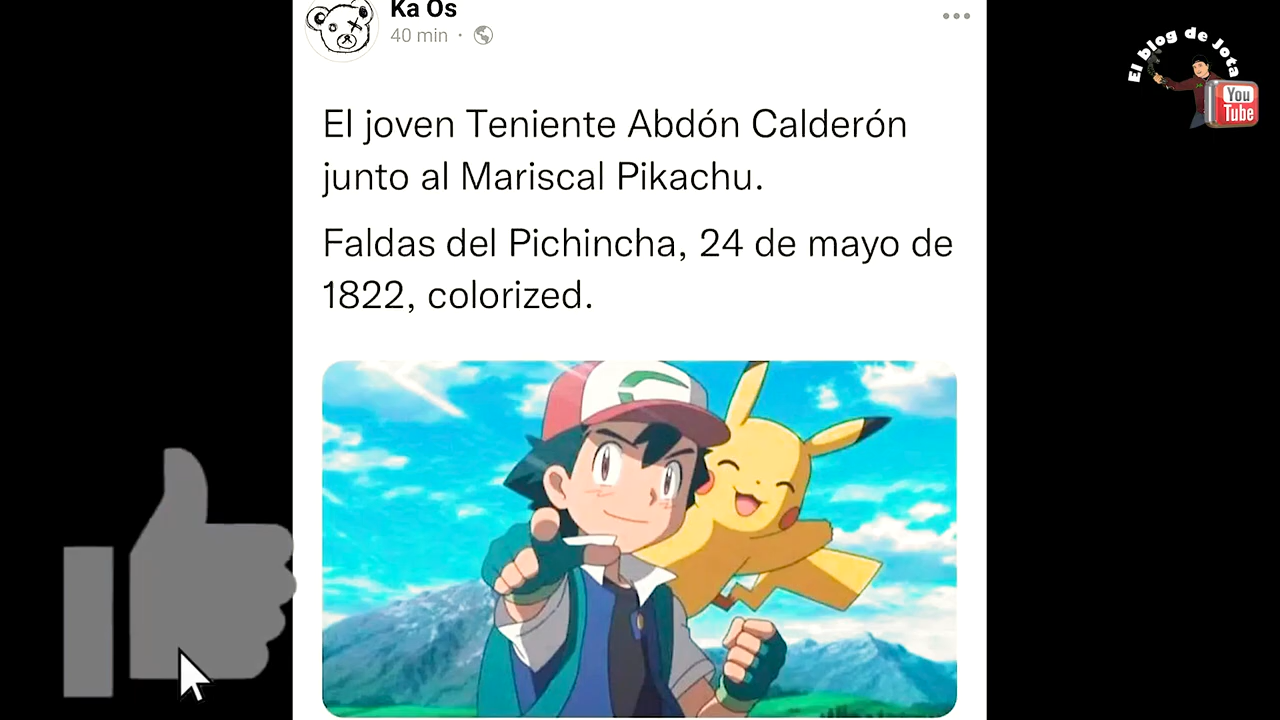 Ka Os
40 min ·
El blog de Jota
You
Tube
El joven Teniente Abdón Calderón
junto al Mariscal Pikachu.
Faldas del Pichincha, 24 de mayo de
1822, colorized.